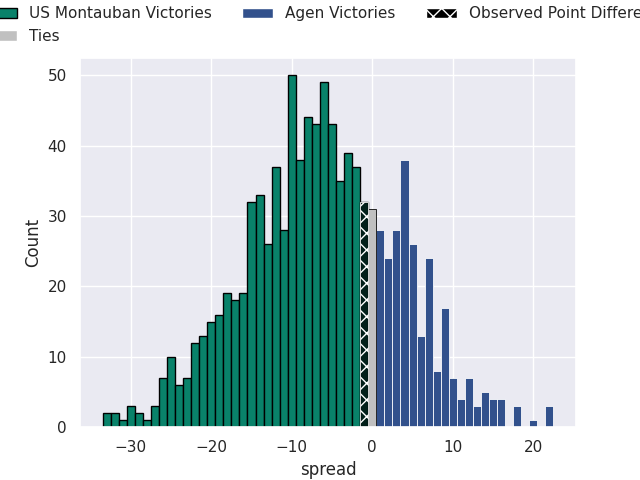 US Montauban Victories
Agen Victories
Observed Point
Ties
50
40
30
20
10
0
Count
−30
−20
−10
0
10
20
spread